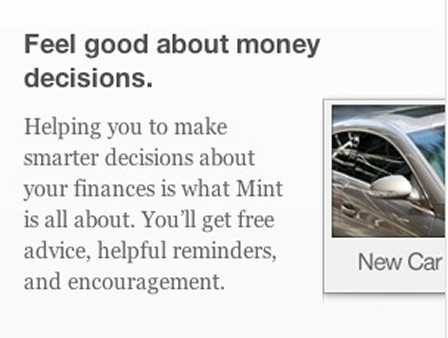 Feel good about money
decisions.
Helping you to make
smarter decisions about
your finances is what Mint
is all about. You’ll get free
advice, helpful reminders,
and encouragement.
New Car